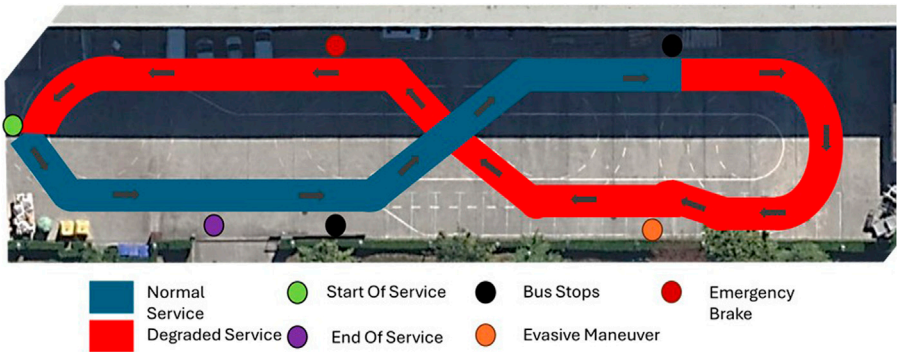 Normal
Service
Start Of Service
Bus Stops
Emergency
Brake
Degraded Service
End Of Service
Evasive Maneuver